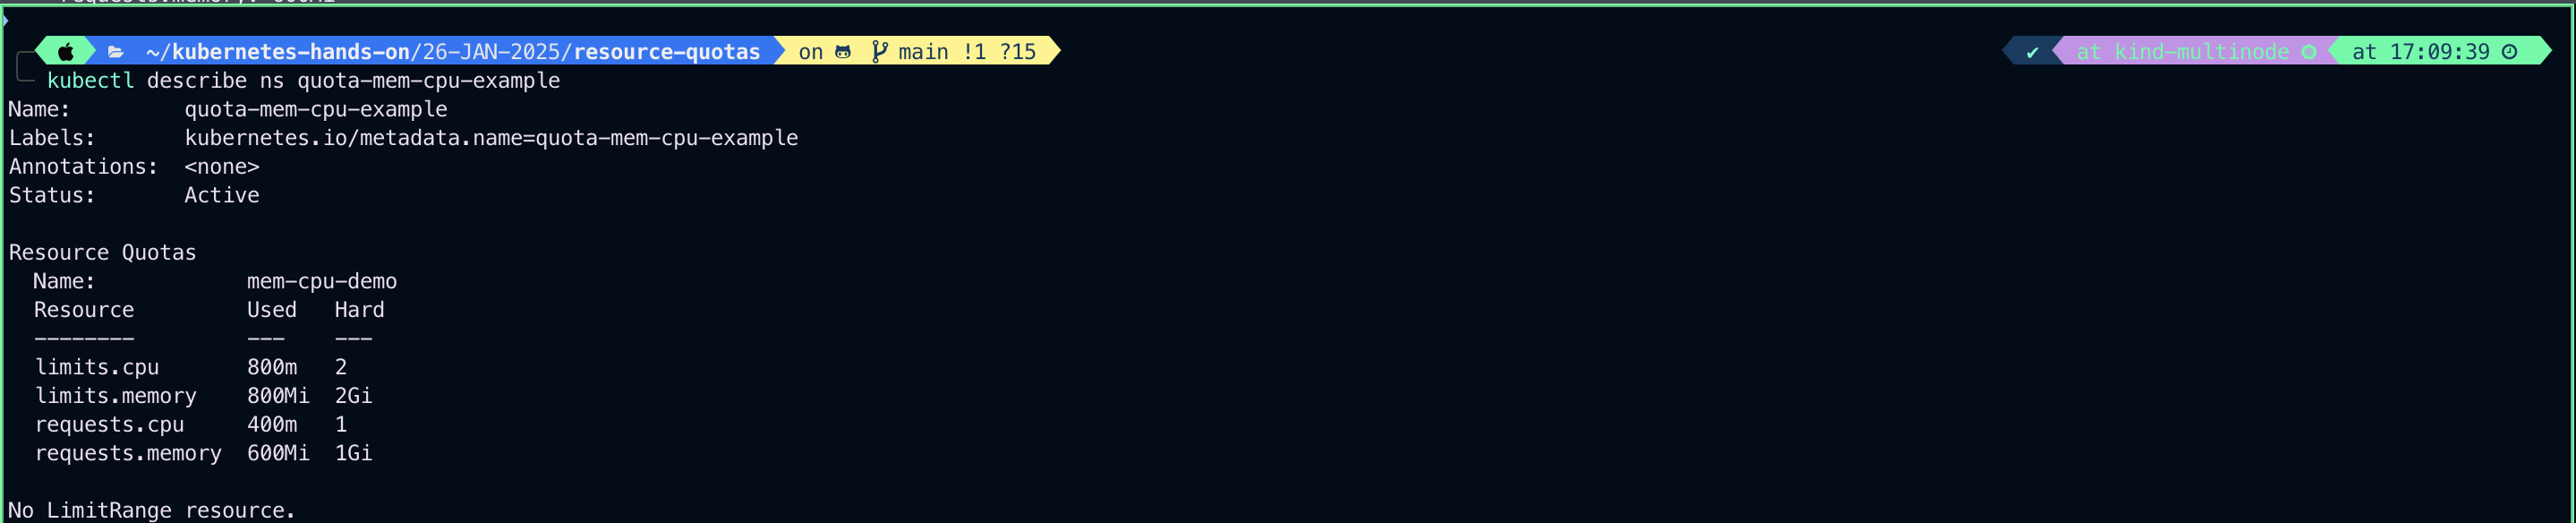 requests.memory: 600Mi
~/kubernetes-hands-on/26-JAN-2025/resource-quotas on main !1 ?15 ✔ at kind-multinode at 17:09:39
kubectl describe ns quota-mem-cpu-example
Name: quota-mem-cpu-example
Labels: kubernetes.io/metadata.name=quota-mem-cpu-example
Annotations: <none>
Status: Active
Resource Quotas
Name: mem-cpu-demo
Resource Used Hard
-------- --- ---
limits.cpu 800m 2
limits.memory 800Mi 2Gi
requests.cpu 400m 1
requests.memory 600Mi 1Gi
No LimitRange resource.